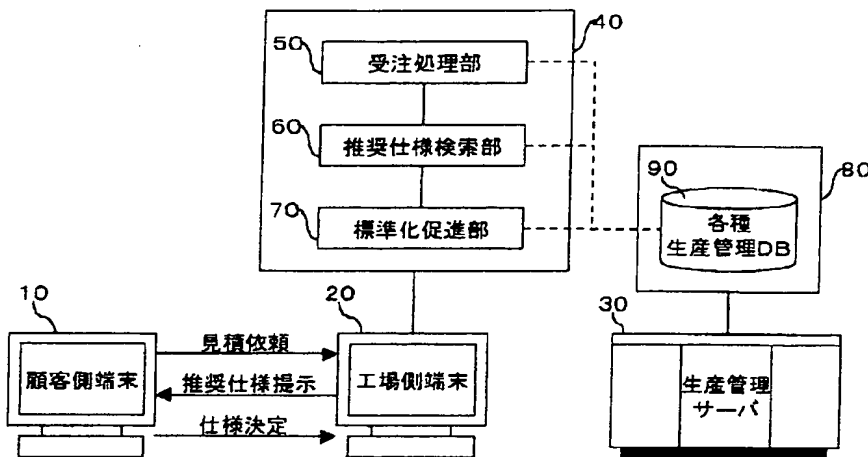 40
50
受注処理部
60
推奨仕様検索部
70
標準化促進部
80
90
各種
生産管理DB
10
顧客側端末
見積依頼
推奨仕様提示
仕様決定
20
工場側端末
30
生産管理
サーバ